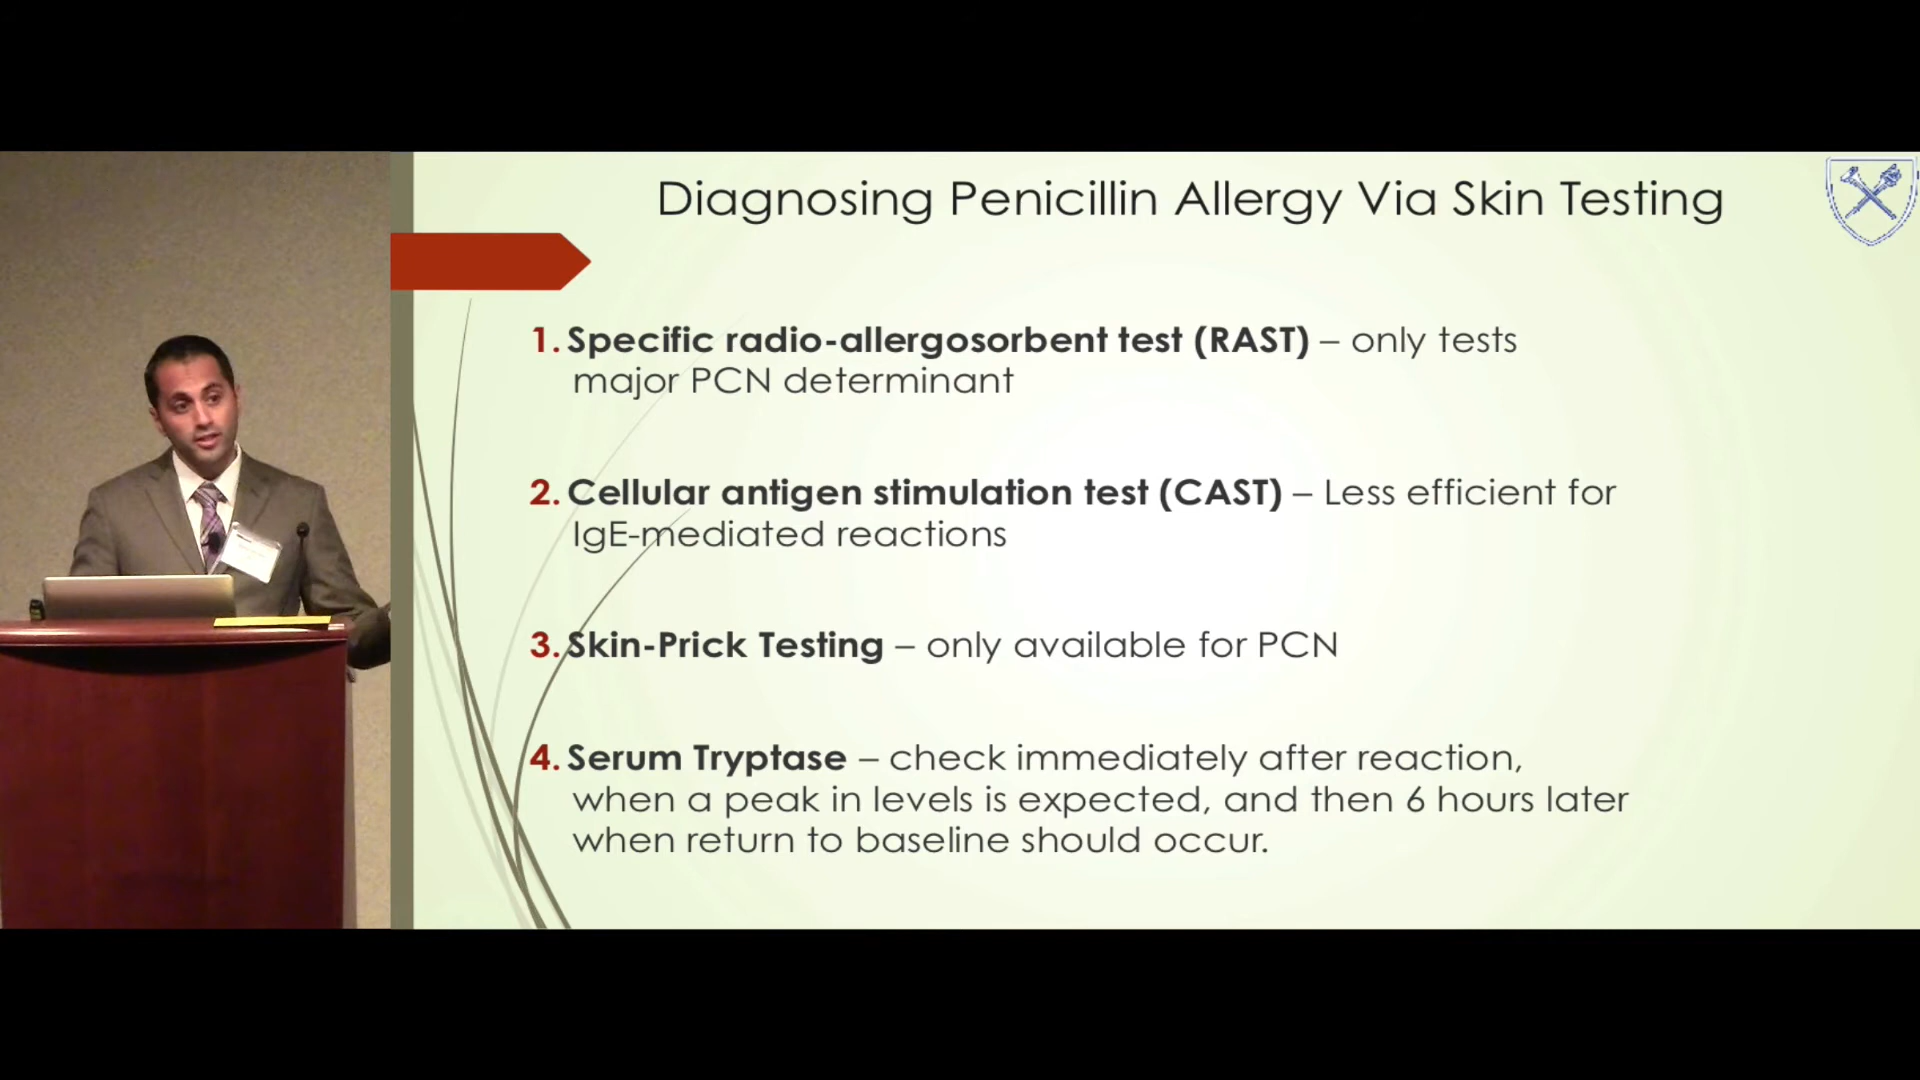 Diagnosing Penicillin Allergy Via Skin Testing
1. Specific radio-allergosorbent test (RAST) – only tests
major PCN determinant
2. Cellular antigen stimulation test (CAST) – Less efficient for
IgE-mediated reactions
3. Skin-Prick Testing – only available for PCN
4. Serum Tryptase – check immediately after reaction,
when a peak in levels is expected, and then 6 hours later
when return to baseline should occur.